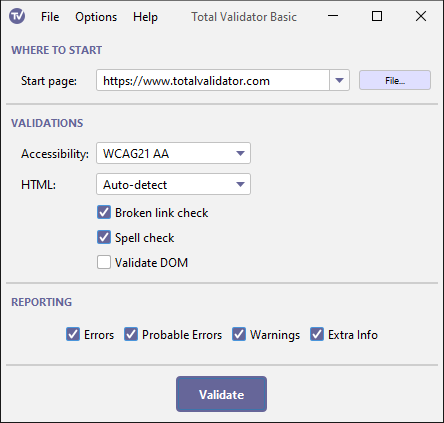 TV File Options Help Total Validator Basic
WHERE TO START
Start page: https://www.totalvalidator.com File...
VALIDATIONS
Accessibility: WCAG21 AA
HTML: Auto-detect
Broken link check
Spell check
Validate DOM
REPORTING
Errors Probable Errors Warnings Extra Info
Validate